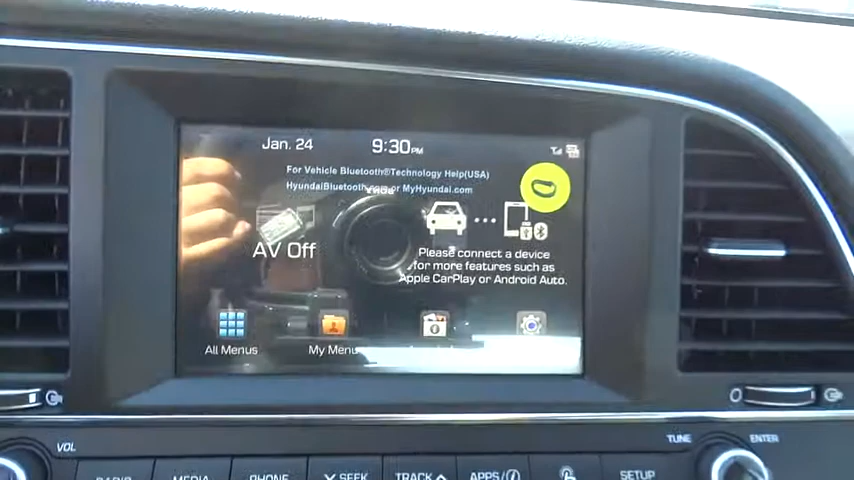 Jan. 24
9:30PM
For Vehicle Bluetooth®Technology Help(USA)
HyundaiBluetooth.com or MyHyundai.com
AV Off
Please connect a device
for more features such as
Apple CarPlay or Android Auto.
All Menus
My Menu
VOL
TUNE
ENTER
RADIO
MEDIA
PHONE
SEEK
TRACK
APPS/
SETUP